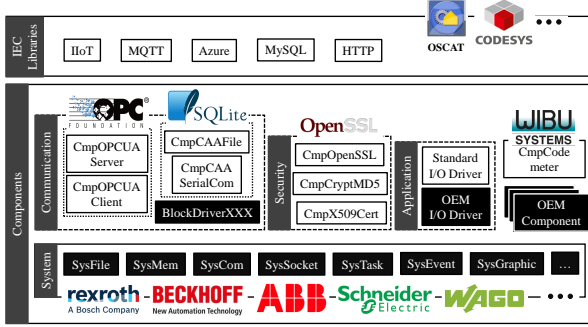 IEC
Libraries
IIoT
MQTT
Azure
MySQL
HTTP
OSCAT
CODESYS
Components
Communication
OPC
FOUNDATION
CmpOPCUA
Server
CmpOPCUA
Client
SQLite
CmpCAAFile
CmpCAA
SerialCom
BlockDriverXXX
Security
OpenSSL
CmpOpenSSL
CmpCryptMD5
CmpX509Cert
Application
Standard
I/O Driver
OEM
I/O Driver
WIBU
SYSTEMS
CmpCode
meter
OEM
Component
System
SysFile
SysMem
SysCom
SysSocket
SysTask
SysEvent
SysGraphic
...
rexroth
A Bosch Company
BECKHOFF
New Automation Technology
ABB
Schneider
Electric
WAGO